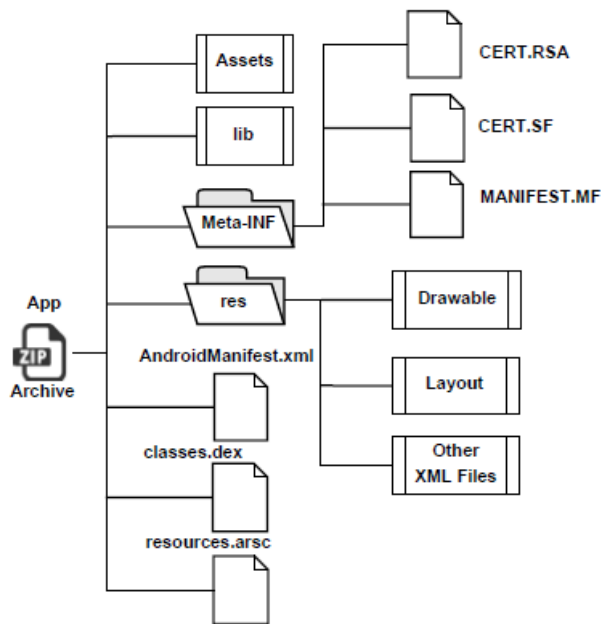 Assets
lib
Meta-INF
CERT.RSA
CERT.SF
MANIFEST.MF
res
Drawable
Layout
Other
XML Files
App
ZIP
Archive
AndroidManifest.xml
classes.dex
resources.arsc